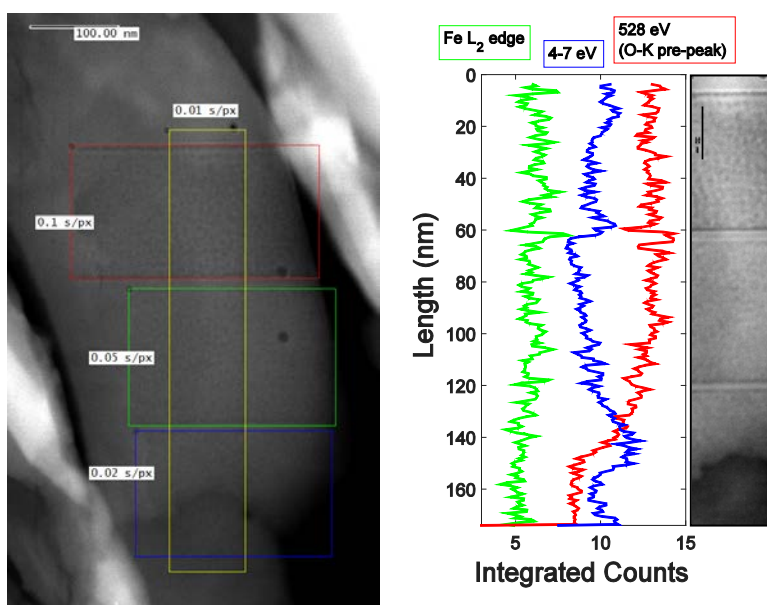 100.00 nm
0.01 s/px
0.1 s/px
0.05 s/px
0.02 s/px
Fe L2 edge
4-7 eV
528 eV
(O-K pre-peak)
0
20
40
60
80
100
120
140
160
Length (nm)
5
10
15
Integrated Counts